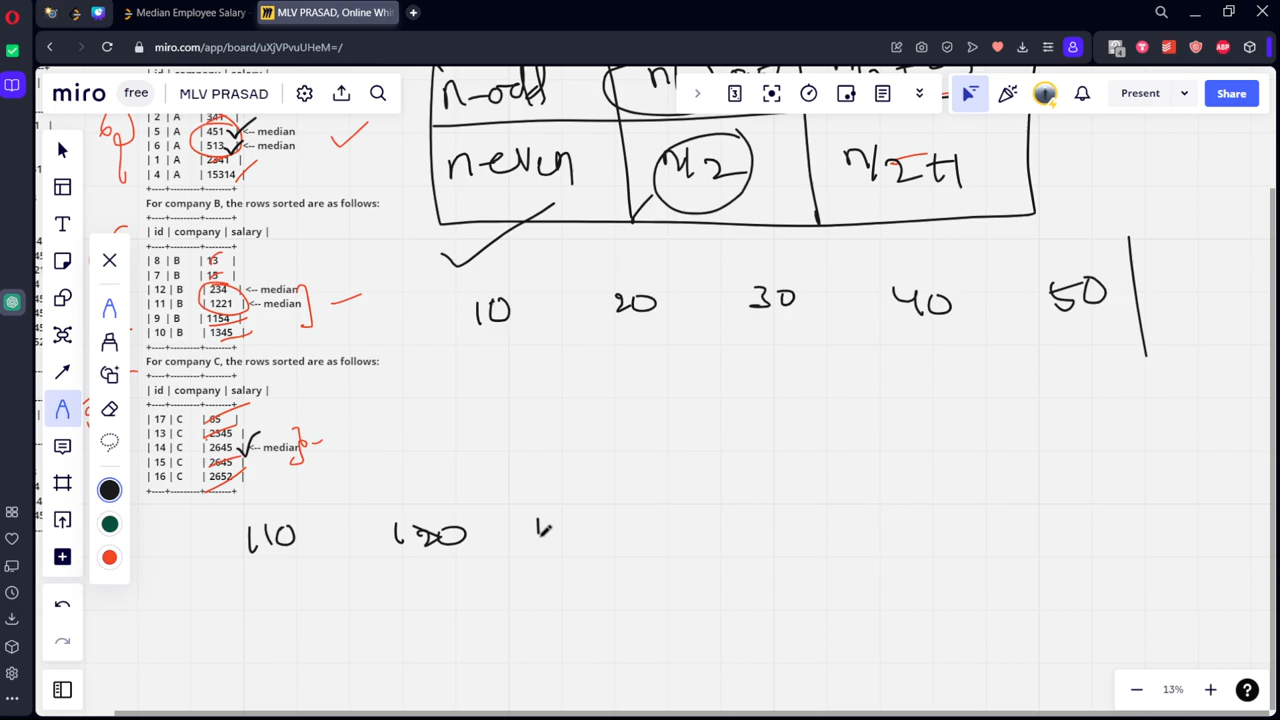 Median Employee Salary
MLV PRASAD, Online Whi
miro.com/app/board/uXjVPvuUHeM=/
miro
free
MLV PRASAD
Present
Share
| 2 | A
| 341
| 5 | A
| 451
<-- median
| 6 | A
| 513
<-- median
| 1 | A
| 2341 |
| 4 | A
| 15314 |
+----+---------+--------+
For company B, the rows sorted are as follows:
+----+---------+--------+
| id | company | salary |
+----+---------+--------+
| 8 | B
| 13 |
| 7 | B
| 15 |
| 12 | B
| 234 | <-- median
| 11 | B
| 1221 | <-- median
| 9 | B
| 1154 |
| 10 | B
| 1345 |
+----+---------+--------+
For company C, the rows sorted are as follows:
+----+---------+--------+
| id | company | salary |
+----+---------+--------+
| 17 | C
| 65 |
| 13 | C
| 2345 |
| 14 | C
| 2645 | <-- median
| 15 | C
| 2645 |
| 16 | C
| 2652 |
+----+---------+--------+
n-odd
n-even
n/2
n/2+1
10 20 30 40 50
110 120
13%